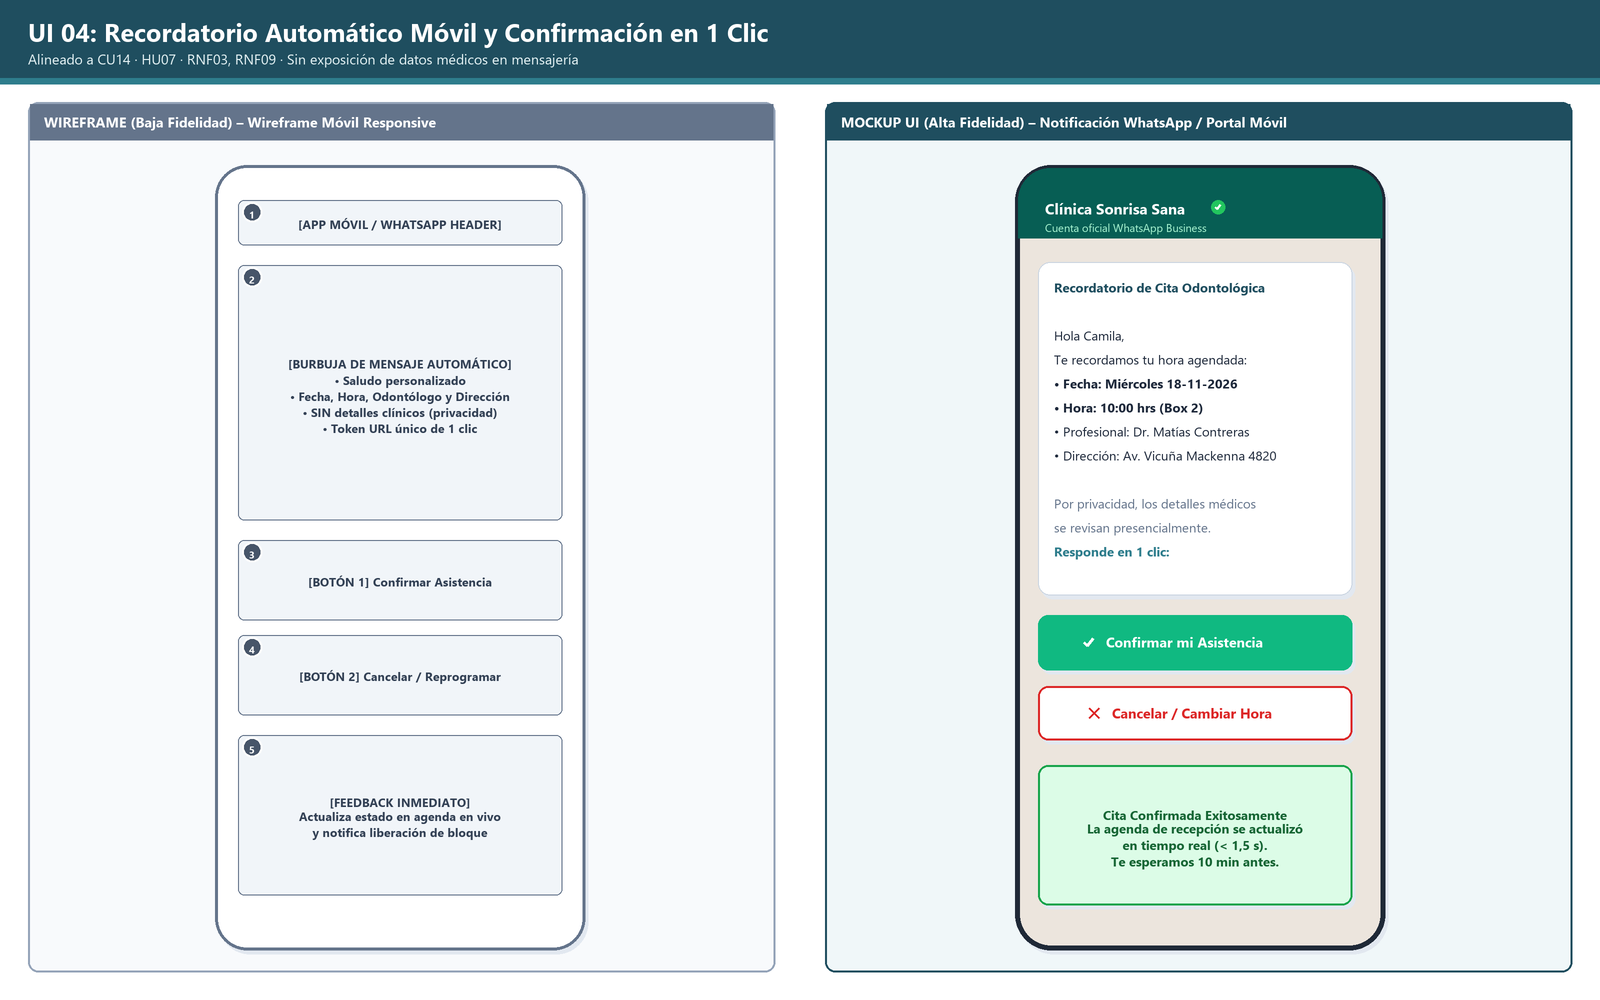 UI 04: Recordatorio Automático Móvil y Confirmación en 1 Clic
Alineado a CU14 · HU07 · RNF03, RNF09 · Sin exposición de datos médicos en mensajería
WIREFRAME (Baja Fidelidad) – Wireframe Móvil Responsive
1
[APP MÓVIL / WHATSAPP HEADER]
2
[BURBUJA DE MENSAJE AUTOMÁTICO]
• Saludo personalizado
• Fecha, Hora, Odontólogo y Dirección
• SIN detalles clínicos (privacidad)
• Token URL único de 1 clic
3
[BOTÓN 1] Confirmar Asistencia
4
[BOTÓN 2] Cancelar / Reprogramar
5
[FEEDBACK INMEDIATO]
Actualiza estado en agenda en vivo
y notifica liberación de bloque
MOCKUP UI (Alta Fidelidad) – Notificación WhatsApp / Portal Móvil
Clínica Sonrisa Sana
Cuenta oficial WhatsApp Business
Recordatorio de Cita Odontológica
Hola Camila,
Te recordamos tu hora agendada:
• Fecha: Miércoles 18-11-2026
• Hora: 10:00 hrs (Box 2)
• Profesional: Dr. Matías Contreras
• Dirección: Av. Vicuña Mackenna 4820
Por privacidad, los detalles médicos
se revisan presencialmente.
Responde en 1 clic:
✔ Confirmar mi Asistencia
✕ Cancelar / Cambiar Hora
Cita Confirmada Exitosamente
La agenda de recepción se actualizó
en tiempo real (< 1,5 s).
Te esperamos 10 min antes.